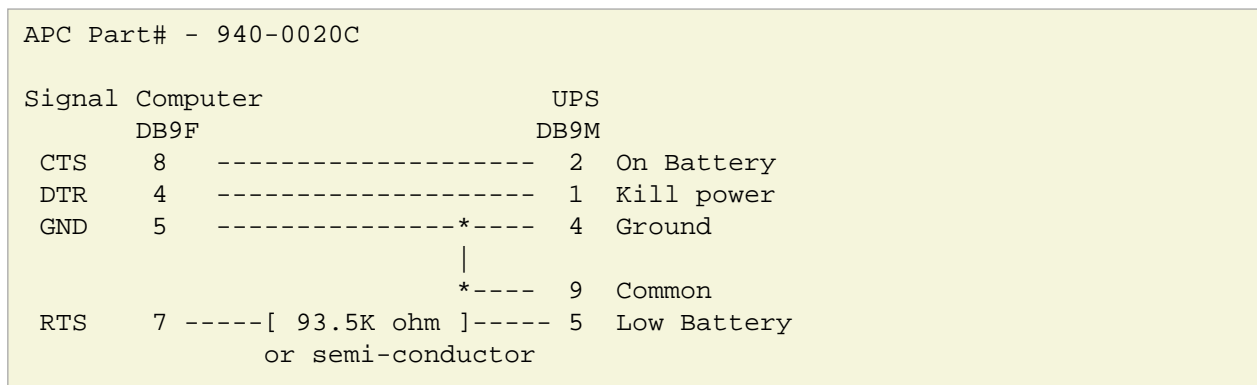 APC Part# - 940-0020C
Signal Computer                   UPS
       DB9F                     DB9M
 CTS    8   --------------------  2  On Battery
 DTR    4   --------------------  1  Kill power
 GND    5   ---------------*----  4  Ground
                           |
                           *----  9  Common
 RTS    7 -----[ 93.5K ohm ]----- 5  Low Battery
               or semi-conductor